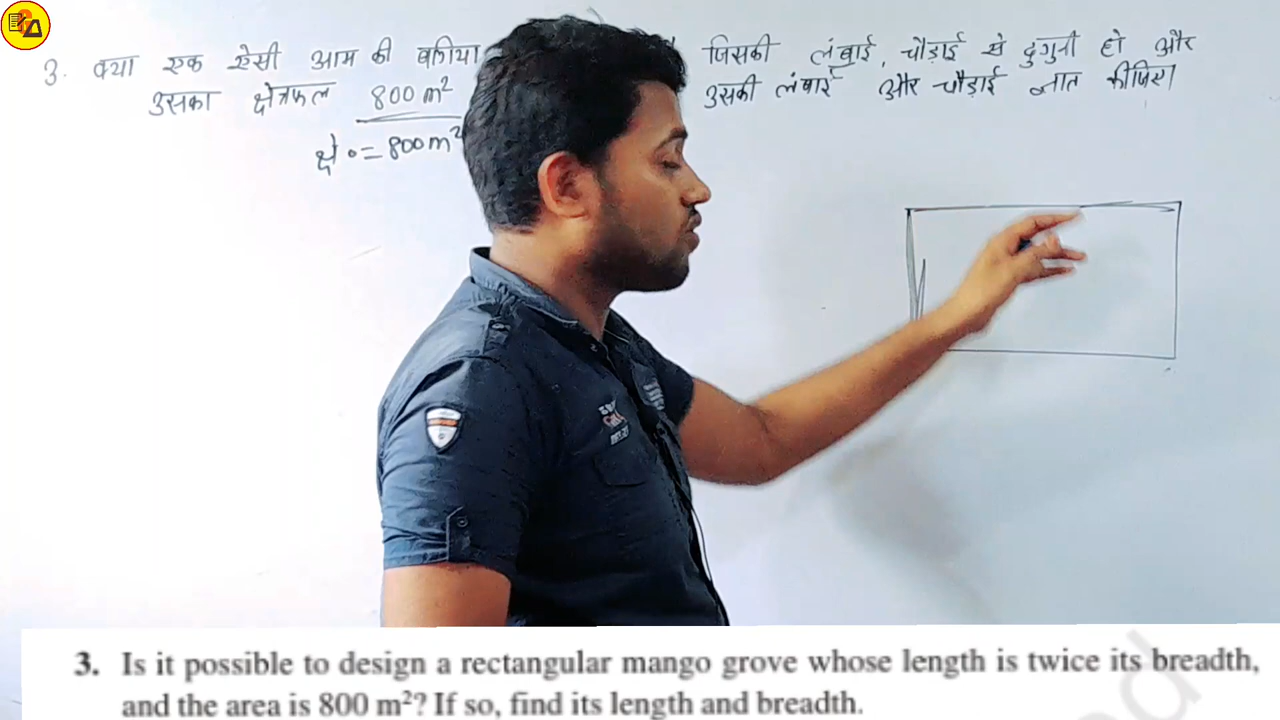 3. क्या एक ऐसी आम की बगिया जिसकी लंबाई, चौड़ाई से दुगुनी हो और
उसका क्षेत्रफल 800 m² उसकी लंबाई और चौड़ाई ज्ञात कीजिए।
क्षे० = 800 m²
3. Is it possible to design a rectangular mango grove whose length is twice its breadth,
and the area is 800 m²? If so, find its length and breadth.